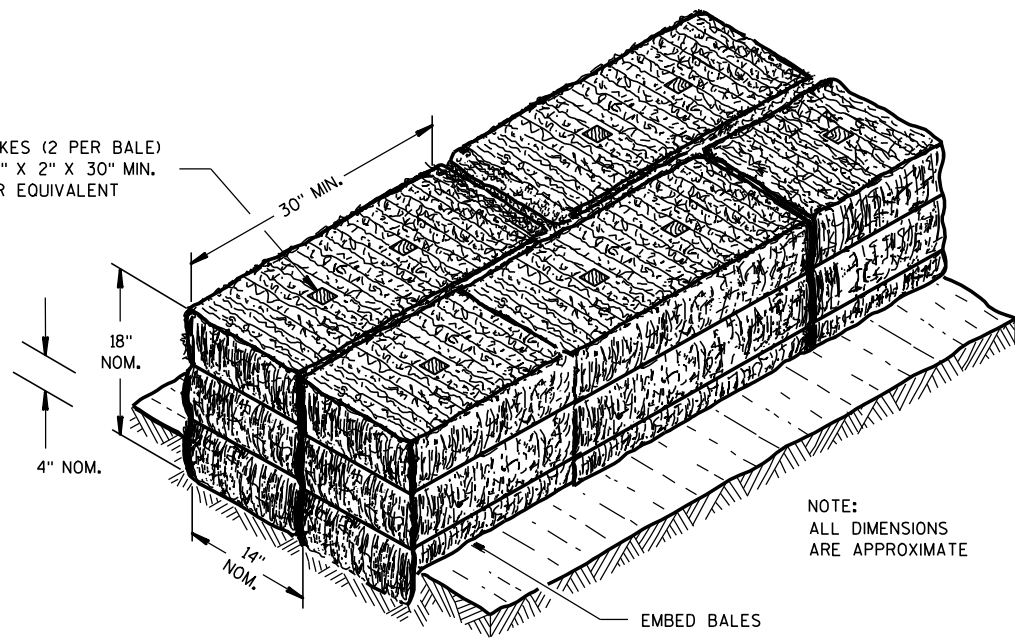 (2 PER BALE)
X 2" X 30" MIN.
EQUIVALENT
30" MIN.
18"
NOM.
4" NOM.
14"
NOM.
NOTE:
ALL DIMENSIONS
ARE APPROXIMATE
EMBED BALES